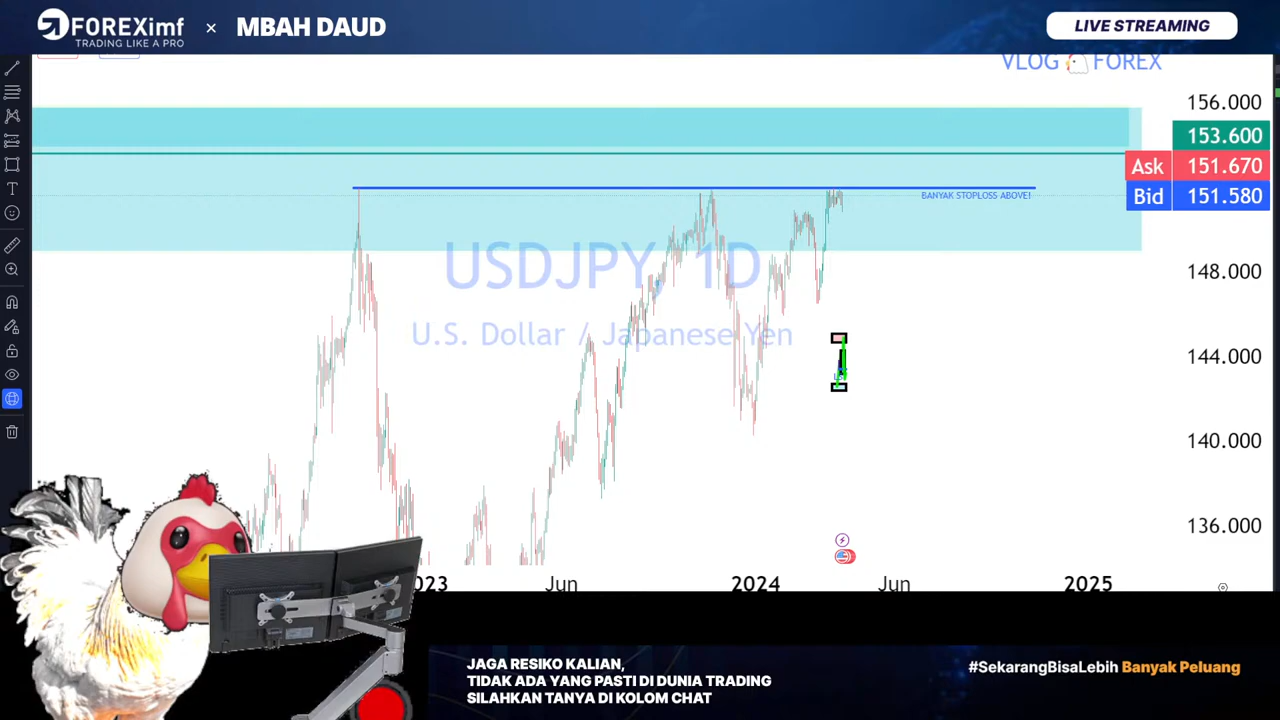 FOREXimf
TRADING LIKE A PRO
×
MBAH DAUD
LIVE STREAMING
VLOG FOREX
156.000
153.600
Ask 151.670
BANYAK STOPLOSS ABOVE!
Bid 151.580
USDJPY, 1D
148.000
U.S. Dollar / Japanese Yen
144.000
140.000
136.000
023
Jun
2024
Jun
2025
JAGA RESIKO KALIAN,
TIDAK ADA YANG PASTI DI DUNIA TRADING
SILAHKAN TANYA DI KOLOM CHAT
#SekarangBisaLebih Banyak Peluang